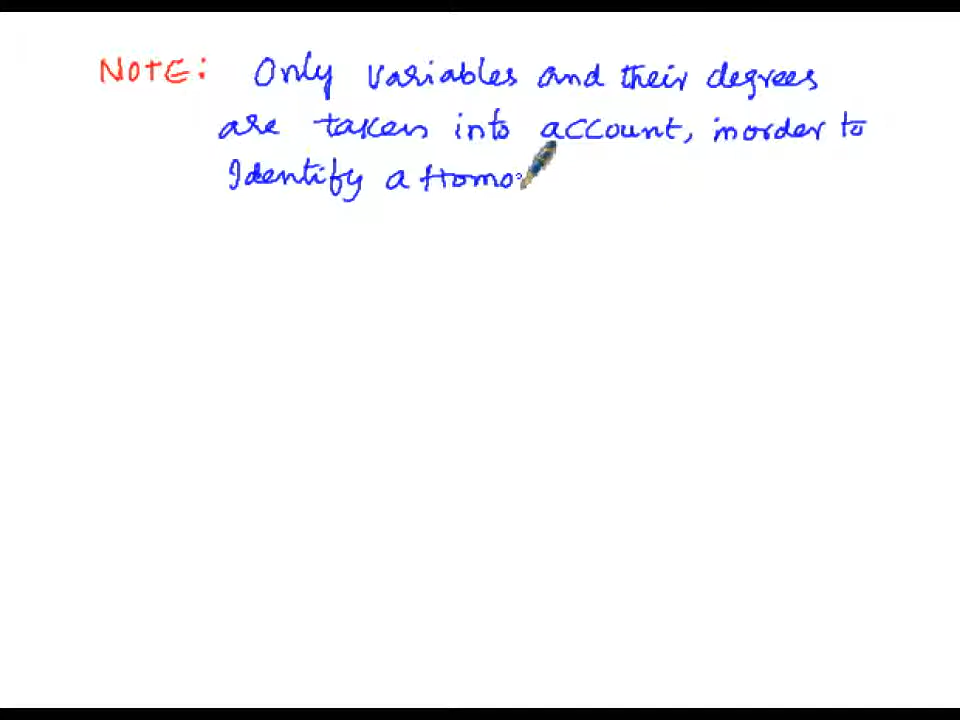 NOTE: Only variables and their degrees
are taken into account, inorder to
Identify a Homo